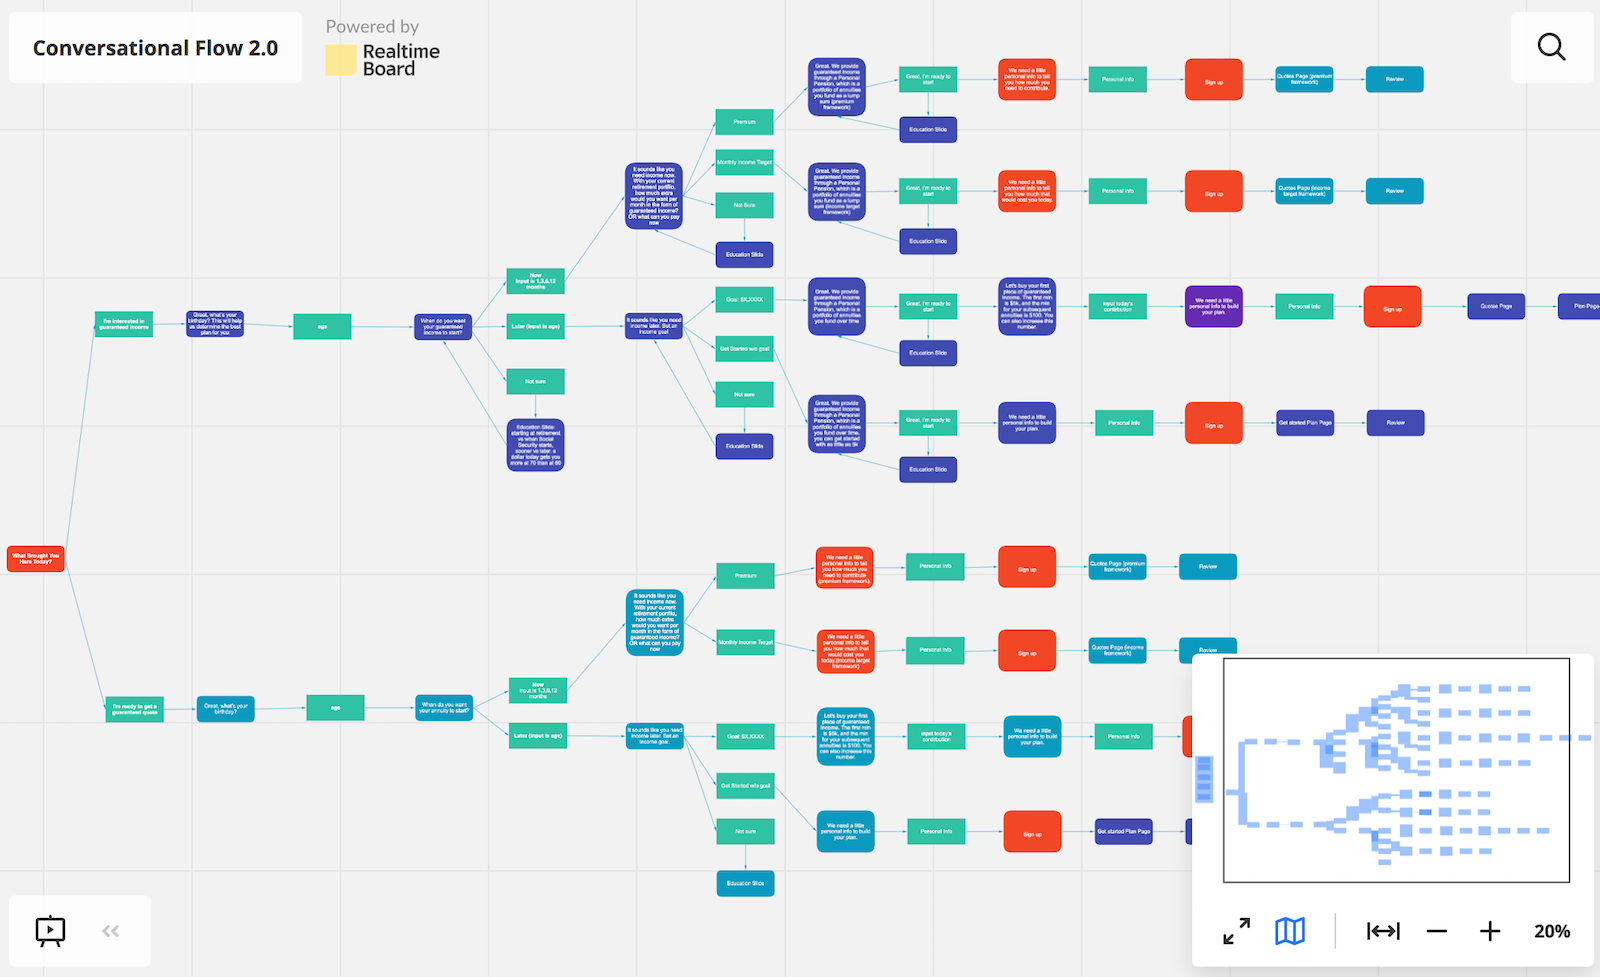 Conversational Flow 2.0
Powered by
Realtime
Board
Great. We provide
guaranteed income
through a Personal
Pension, which is a
portfolio of annuities
you fund as a lump
sum (premium
framework)
Great, I'm ready to
start
We need a little
personal info to tell
you how much you
need to contribute.
Personal Info
Sign up
Quotes Page (premium
framework)
Review
Education Slide
Premium
Monthly Income Target
Not Sure
Education Slide
It sounds like you
need income now.
With your current
retirement portfilio,
how much extra
would you want per
month in the form of
guaranteed income?
OR what can you pay
now
Great. We provide
guaranteed income
through a Personal
Pension, which is a
portfolio of annuities
you fund as a lump
sum (income target
framework)
Great, I'm ready to
start
We need a little
personal info to tell
you how much that
would cost you today.
Personal Info
Sign up
Quotes Page (income
target framework)
Review
Education Slide
Now
Input is 1,3,6,12
months
Later (input is age)
Not sure
Education Slide:
starting at retirement
vs when Social
Security starts,
sooner vs later. a
dollar today gets you
more at 70 than at 60
I'm interested in
guaranteed income
Great, what's your
birthday? This will help
us determine the best
plan for you
age
When do you want
your guaranteed
income to start?
It sounds like you need
income later. Set an
income goal
Goal: $X,XXXX
Get Started w/o goal
Not sure
Education Slide
Great. We provide
guaranteed income
through a Personal
Pension, which is a
portfolio of annuities
you fund over time
Great, I'm ready to
start
Let's buy your first
piece of guaranteed
income. The first min
is $5k, and the min
for your subsequent
annuities is $100. You
can also increase this
number.
Input today's
contribution
We need a little
personal info to build
your plan.
Personal Info
Sign up
Quotes Page
Plan Page
Education Slide
Great. We provide
guaranteed income
through a Personal
Pension, which is a
portfolio of annuities
you fund over time.
you can get started
with as little as 5k
Great, I'm ready to
start
We need a little
personal info to build
your plan.
Personal Info
Sign up
Get started Plan Page
Review
Education Slide
What Brought You
Here Today?
Premium
We need a little
personal info to tell
you how much you
need to contribute
(premium framework).
Personal Info
Sign up
Quotes Page (premium
framework)
Review
It sounds like you
need income now.
With your current
retirement portfilio,
how much extra
would you want per
month in the form of
guaranteed income?
OR what can you pay
now
Monthly Income Target
We need a little
personal info to tell
you how much that
would cost you
today.(income target
framework)
Personal Info
Sign up
Quotes Page (income
framework)
Review
I'm ready to get a
guaranteed quote
Great, what's your
birthday?
age
When do you want
your annuity to start?
Now
Input is 1,3,6,12
months
Later (input is age)
It sounds like you need
income later. Set an
income goal
Goal: $X,XXXX
Let's buy your first
piece of guaranteed
income. The first min
is $5k, and the min
for your subsequent
annuities is $100. You
can also increase this
number.
Input today's
contribution
We need a little
personal info to build
your plan.
Personal Info
Get Started w/o goal
Not sure
Education Slide
We need a little
personal info to build
your plan.
Personal Info
Sign up
Get started Plan Page
20%